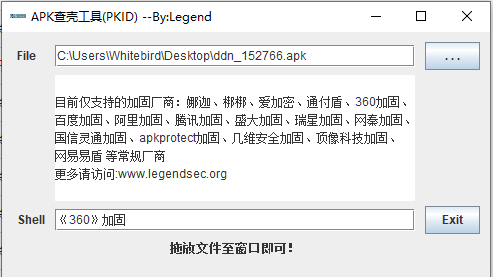 APK查壳工具(PKID) --By:Legend
File C:\Users\Whitebird\Desktop\ddn_152766.apk ...
目前仅支持的加固厂商：娜迦、梆梆、爱加密、通付盾、360加固、
百度加固、阿里加固、腾讯加固、盛大加固、瑞星加固、网秦加固、
国信灵通加固、apkprotect加固、几维安全加固、顶像科技加固、
网易易盾 等常规厂商
更多请访问:www.legendsec.org
Shell 《360》加固 Exit
拖放文件至窗口即可！